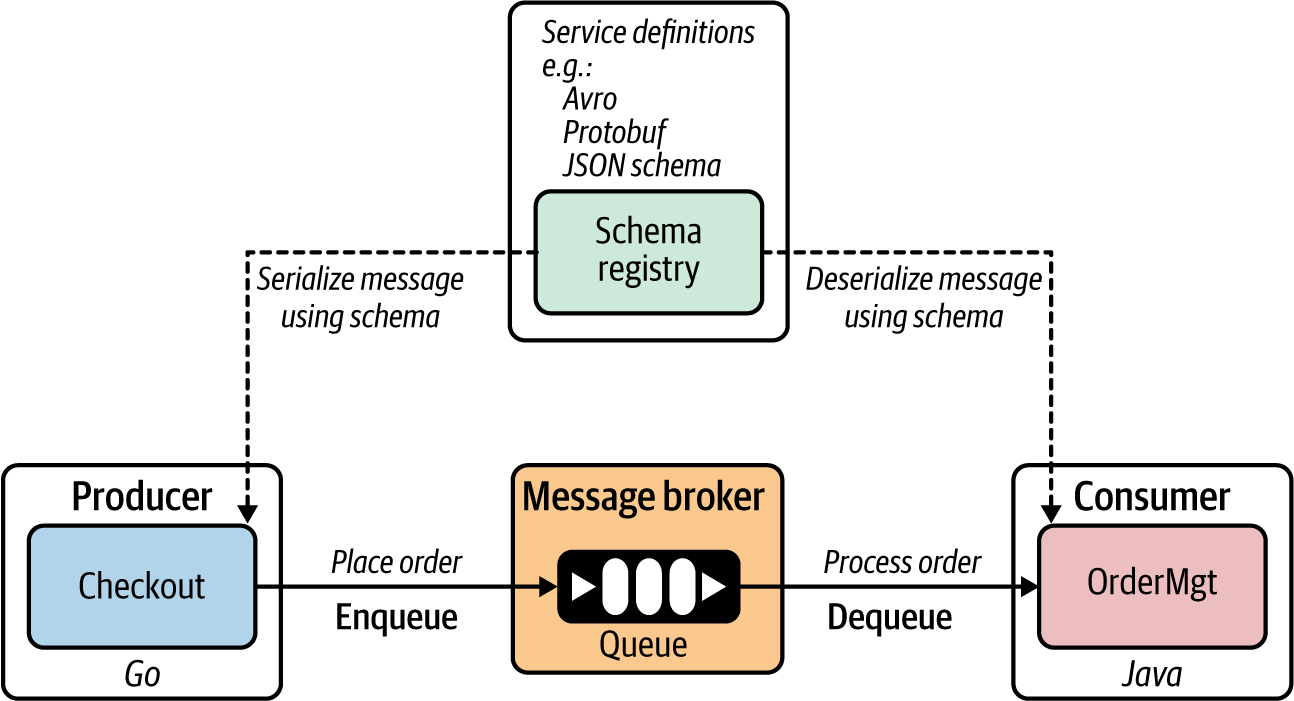 Service definitions
e.g.:
Avro
Protobuf
JSON schema
Schema
registry
Serialize message
using schema
Deserialize message
using schema
Producer
Checkout
Go
Place order
Enqueue
Message broker
Queue
Process order
Dequeue
Consumer
OrderMgt
Java